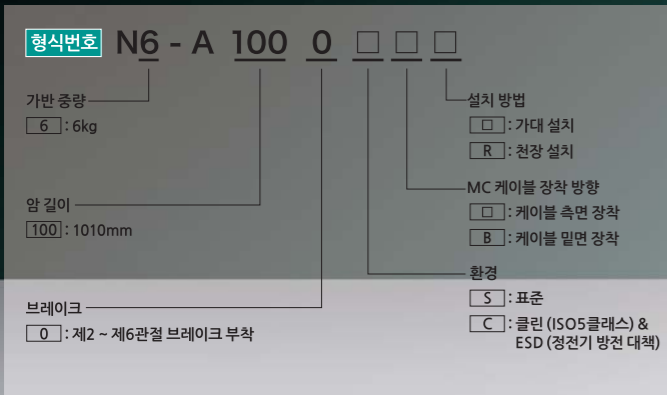 형식번호 N6 - A 100 0 □ □ □
가반 중량
6 : 6kg
암 길이
100 : 1010mm
브레이크
0 : 제2 ~ 제6관절 브레이크 부착
설치 방법
□ : 가대 설치
R : 천장 설치
MC 케이블 장착 방향
□ : 케이블 측면 장착
B : 케이블 밑면 장착
환경
S : 표준
C : 클린 (ISO5클래스) &
ESD (정전기 방전 대책)